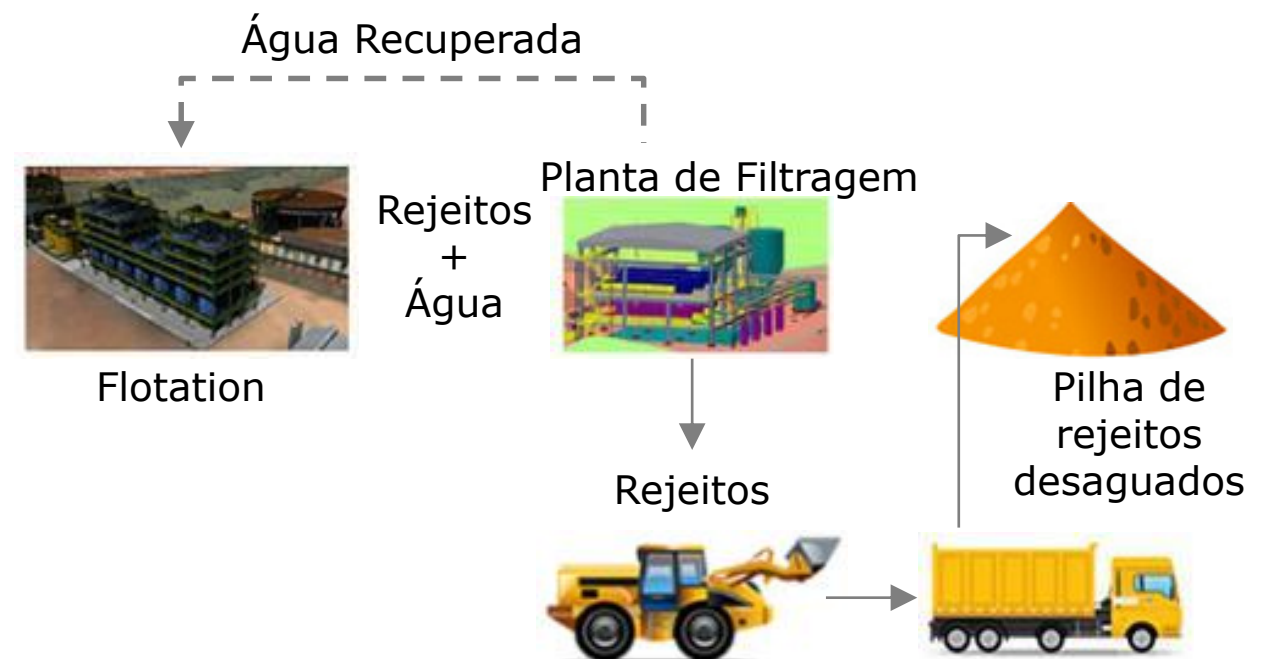 Água Recuperada
Planta de Filtragem
Rejeitos
+
Água
Flotation
Pilha de
rejeitos
desaguados
Rejeitos